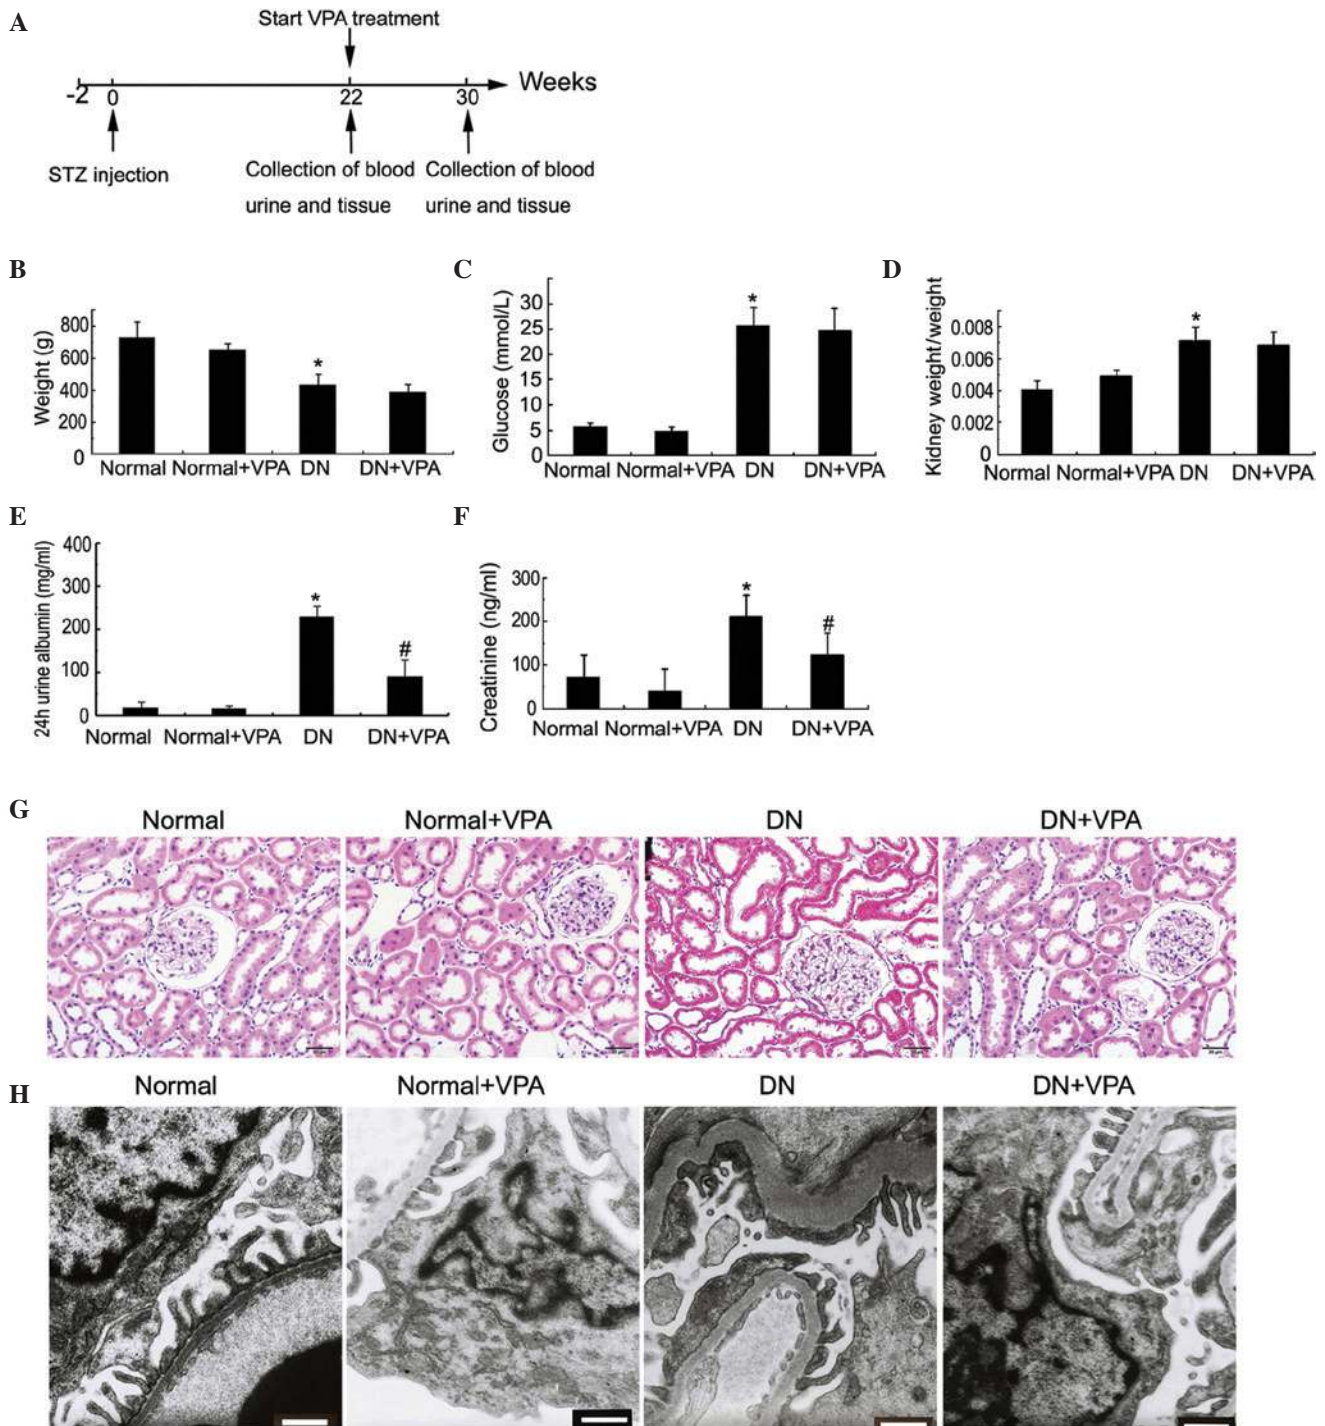 A
Start VPA treatment
-2
0
22
30
Weeks
STZ injection
Collection of blood
urine and tissue
Collection of blood
urine and tissue
B
Weight (g)
800
600
400
200
0
Normal
Normal+VPA
DN
DN+VPA
*
C
Glucose (mmol/L)
30
25
20
15
10
5
0
Normal
Normal+VPA
DN
DN+VPA
*
D
Kidney weight/weight
0.008
0.006
0.004
0.002
0
Normal
Normal+VPA
DN
DN+VPA
*
E
24h urine albumin (mg/ml)
400
300
200
100
0
Normal
Normal+VPA
DN
DN+VPA
*
#
F
Creatinine (ng/ml)
300
200
100
0
Normal
Normal+VPA
DN
DN+VPA
*
#
G
Normal
Normal+VPA
DN
DN+VPA
H
Normal
Normal+VPA
DN
DN+VPA